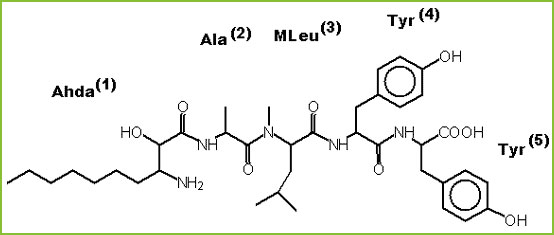 Tyr(4)
Ala(2) MLeu(3)
OH
Ahda(1)
O O
HO NH N NH O NH COOH
O O Tyr(5)
NH2
OH